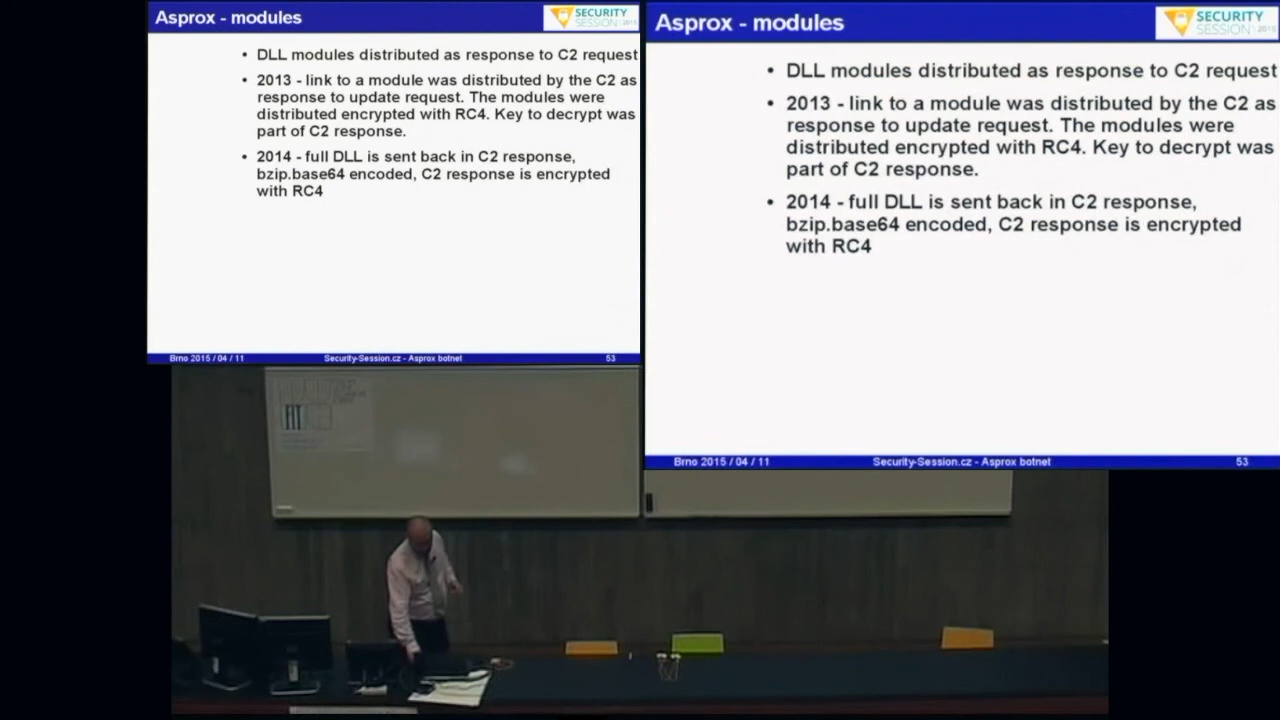 Asprox - modules
SECURITY
SESSION 2015
• DLL modules distributed as response to C2 request
• 2013 - link to a module was distributed by the C2 as
response to update request. The modules were
distributed encrypted with RC4. Key to decrypt was
part of C2 response.
• 2014 - full DLL is sent back in C2 response,
bzip.base64 encoded, C2 response is encrypted
with RC4
Brno 2015 / 04 / 11
Security-Session.cz - Asprox botnet
53
Asprox - modules
SECURITY
SESSION 2015
• DLL modules distributed as response to C2 request
• 2013 - link to a module was distributed by the C2 as
response to update request. The modules were
distributed encrypted with RC4. Key to decrypt was
part of C2 response.
• 2014 - full DLL is sent back in C2 response,
bzip.base64 encoded, C2 response is encrypted
with RC4
Brno 2015 / 04 / 11
Security-Session.cz - Asprox botnet
53